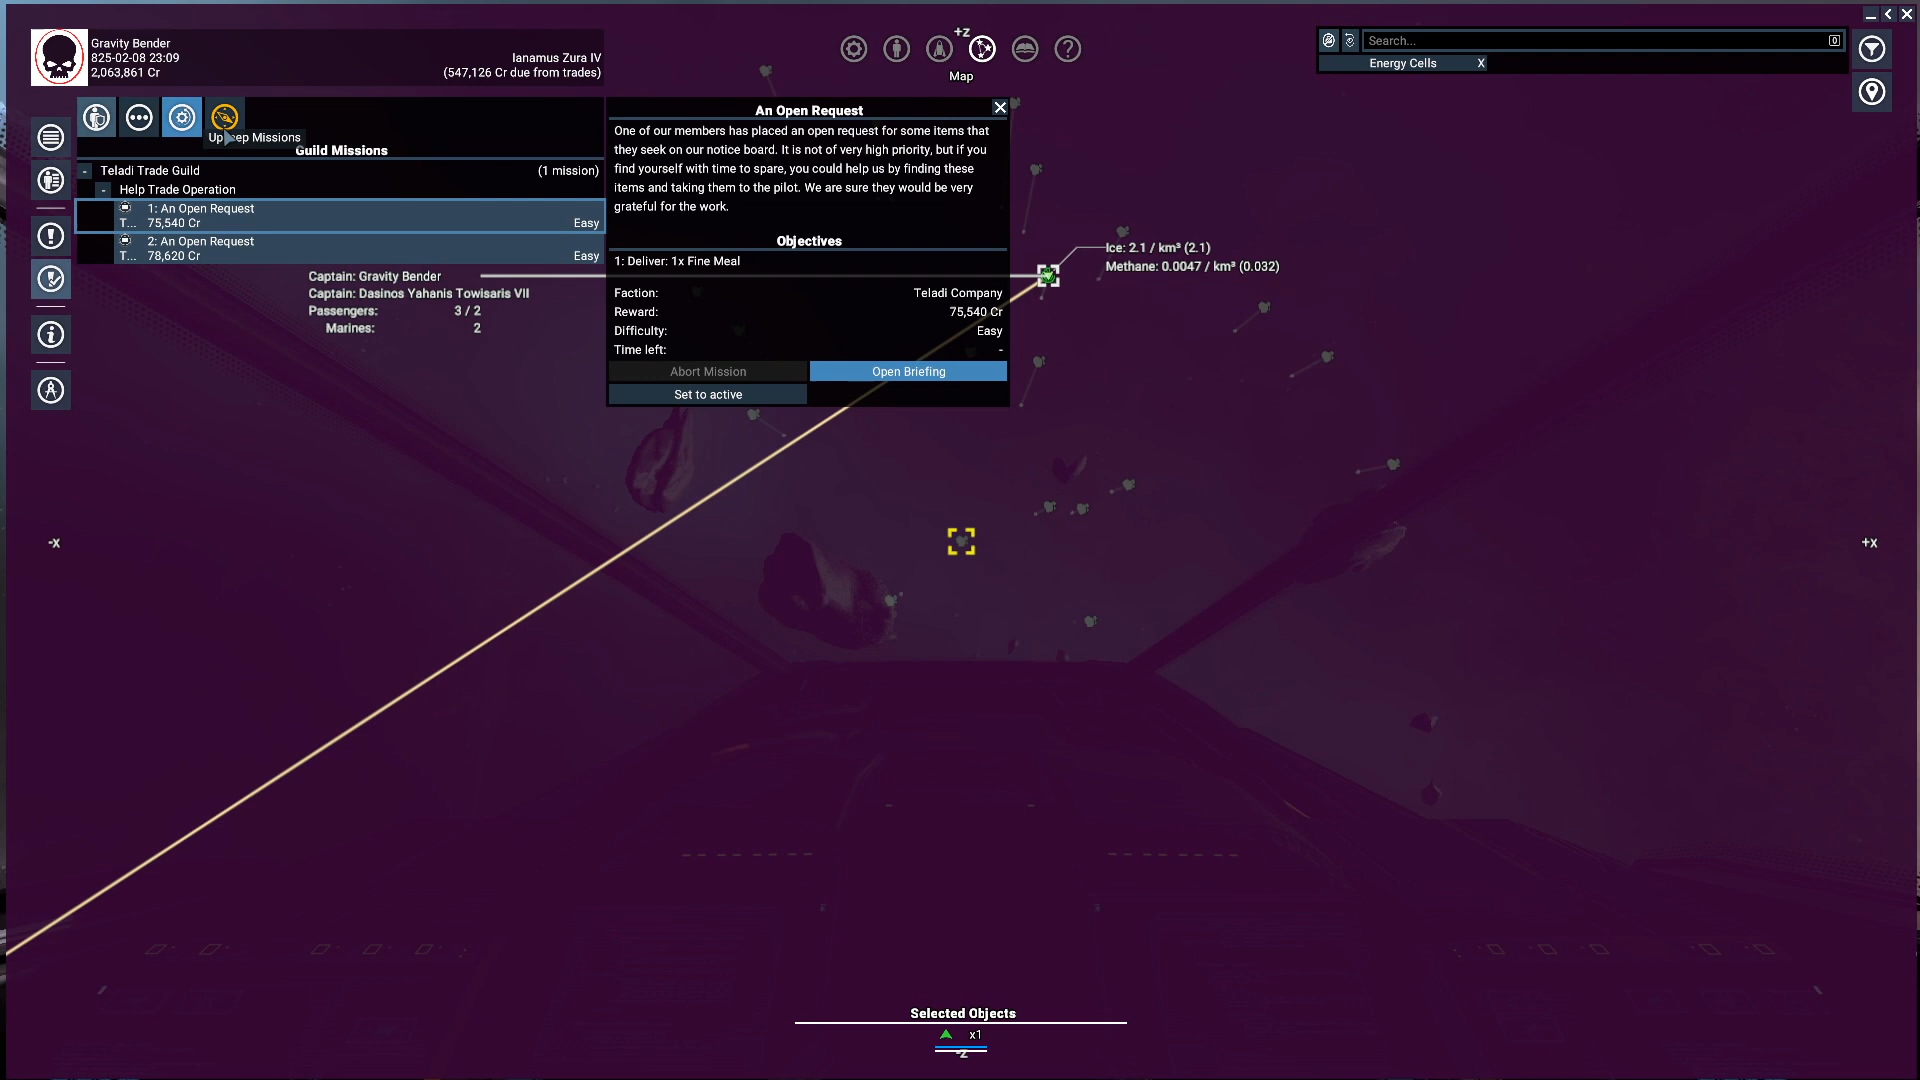 Gravity Bender
825-02-08 23:09
2,063,861 Cr
Ianamus Zura IV
(547,126 Cr due from trades)
+Z
Map
Search...
0
Energy Cells X
Missions
Guild Missions
- Teladi Trade Guild (1 mission)
- Help Trade Operation
1: An Open Request
T... 75,540 Cr Easy
2: An Open Request
T... 78,620 Cr Easy
Captain: Gravity Bender
Captain: Dasinos Yahanis Towisaris VII
Passengers: 3 / 2
Marines: 2
An Open Request
One of our members has placed an open request for some items that
they seek on our notice board. It is not of very high priority, but if you
find yourself with time to spare, you could help us by finding these
items and taking them to the pilot. We are sure they would be very
grateful for the work.
Objectives
1: Deliver: 1x Fine Meal
Faction: Teladi Company
Reward: 75,540 Cr
Difficulty: Easy
Time left: -
Abort Mission
Open Briefing
Set to active
Ice: 2.1 / km³ (2.1)
Methane: 0.0047 / km³ (0.032)
-X
+X
Selected Objects
x1
-Z